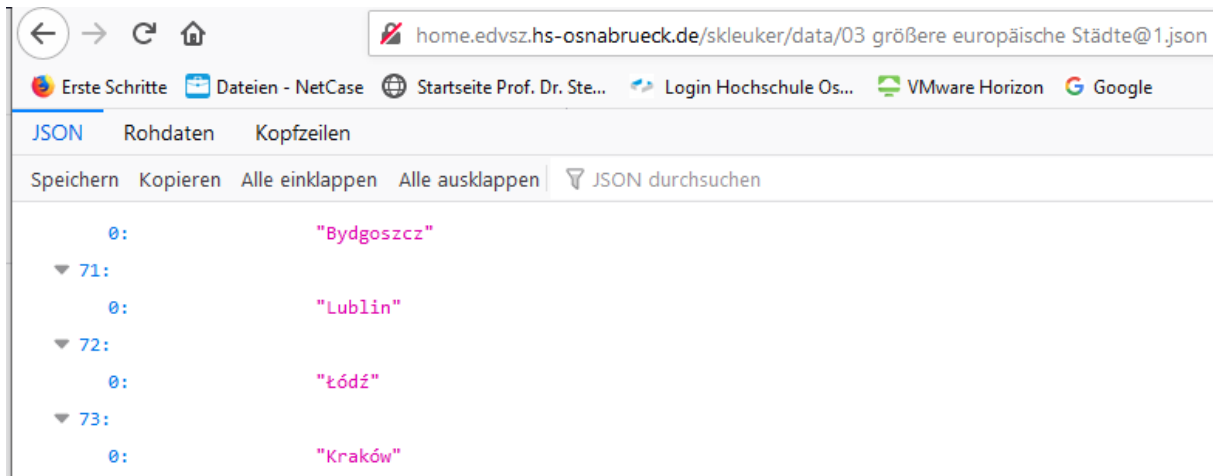 home.edvsz.hs-osnabrueck.de/skleuker/data/03 größere europäische Städte@1.json
Erste Schritte Dateien - NetCase Startseite Prof. Dr. Ste... Login Hochschule Os... VMware Horizon Google
JSON Rohdaten Kopfzeilen
Speichern Kopieren Alle einklappen Alle ausklappen JSON durchsuchen
0: "Bydgoszcz"
71:
0: "Lublin"
72:
0: "Łódź"
73:
0: "Kraków"